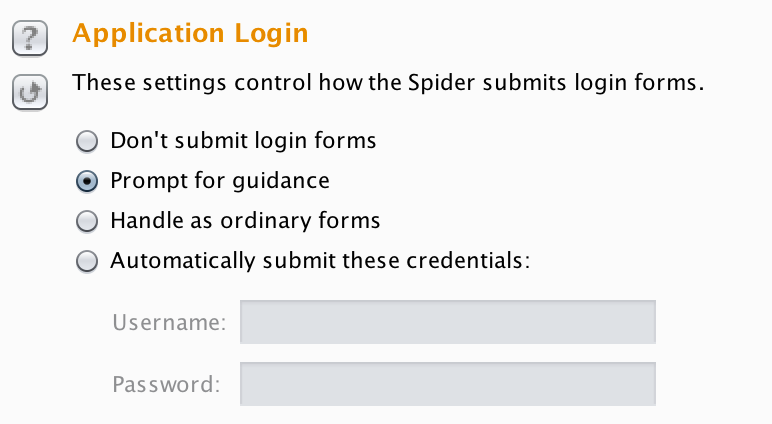 ?
Application Login
These settings control how the Spider submits login forms.
Don't submit login forms
Prompt for guidance
Handle as ordinary forms
Automatically submit these credentials:
Username:
Password: